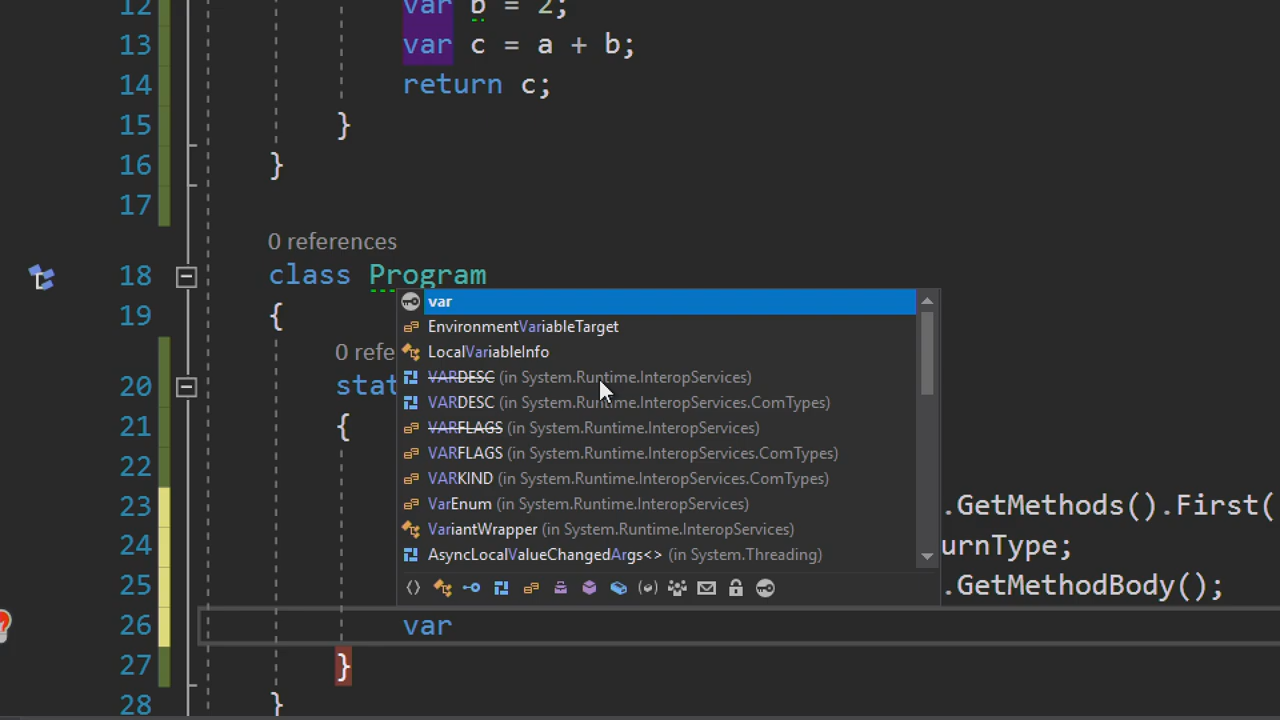 12 var b = 2;
13 var c = a + b;
14 return c;
15 }
16 }
17
0 references
18 class Program
19 {
0 refe
20 stat
21 {
22
23 .GetMethods().First(
24 urnType;
25 .GetMethodBody();
26 var
27 }
28 }
var
EnvironmentVariableTarget
LocalVariableInfo
VARDESC (in System.Runtime.InteropServices)
VARDESC (in System.Runtime.InteropServices.ComTypes)
VARFLAGS (in System.Runtime.InteropServices)
VARFLAGS (in System.Runtime.InteropServices.ComTypes)
VARKIND (in System.Runtime.InteropServices.ComTypes)
VarEnum (in System.Runtime.InteropServices)
VariantWrapper (in System.Runtime.InteropServices)
AsyncLocalValueChangedArgs<> (in System.Threading)